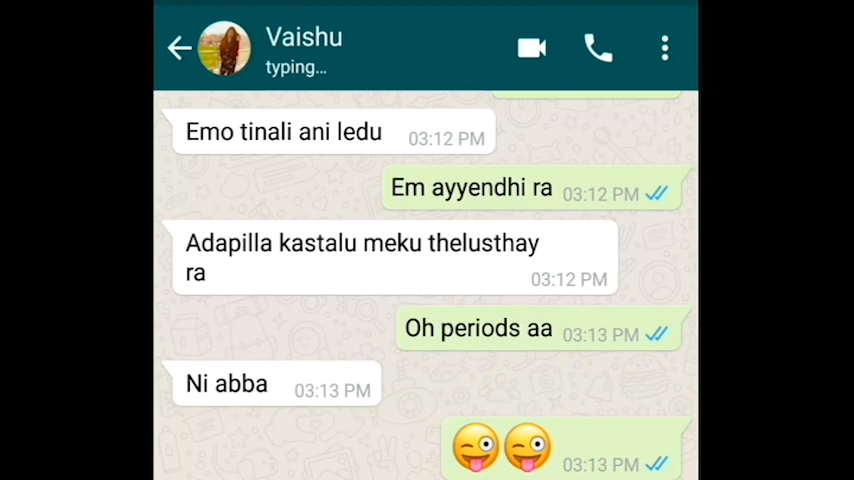 Vaishu
typing...
Emo tinali ani ledu 03:12 PM
Em ayyendhi ra 03:12 PM
Adapilla kastalu meku thelusthay
ra 03:12 PM
Oh periods aa 03:13 PM
Ni abba 03:13 PM
😜😜 03:13 PM